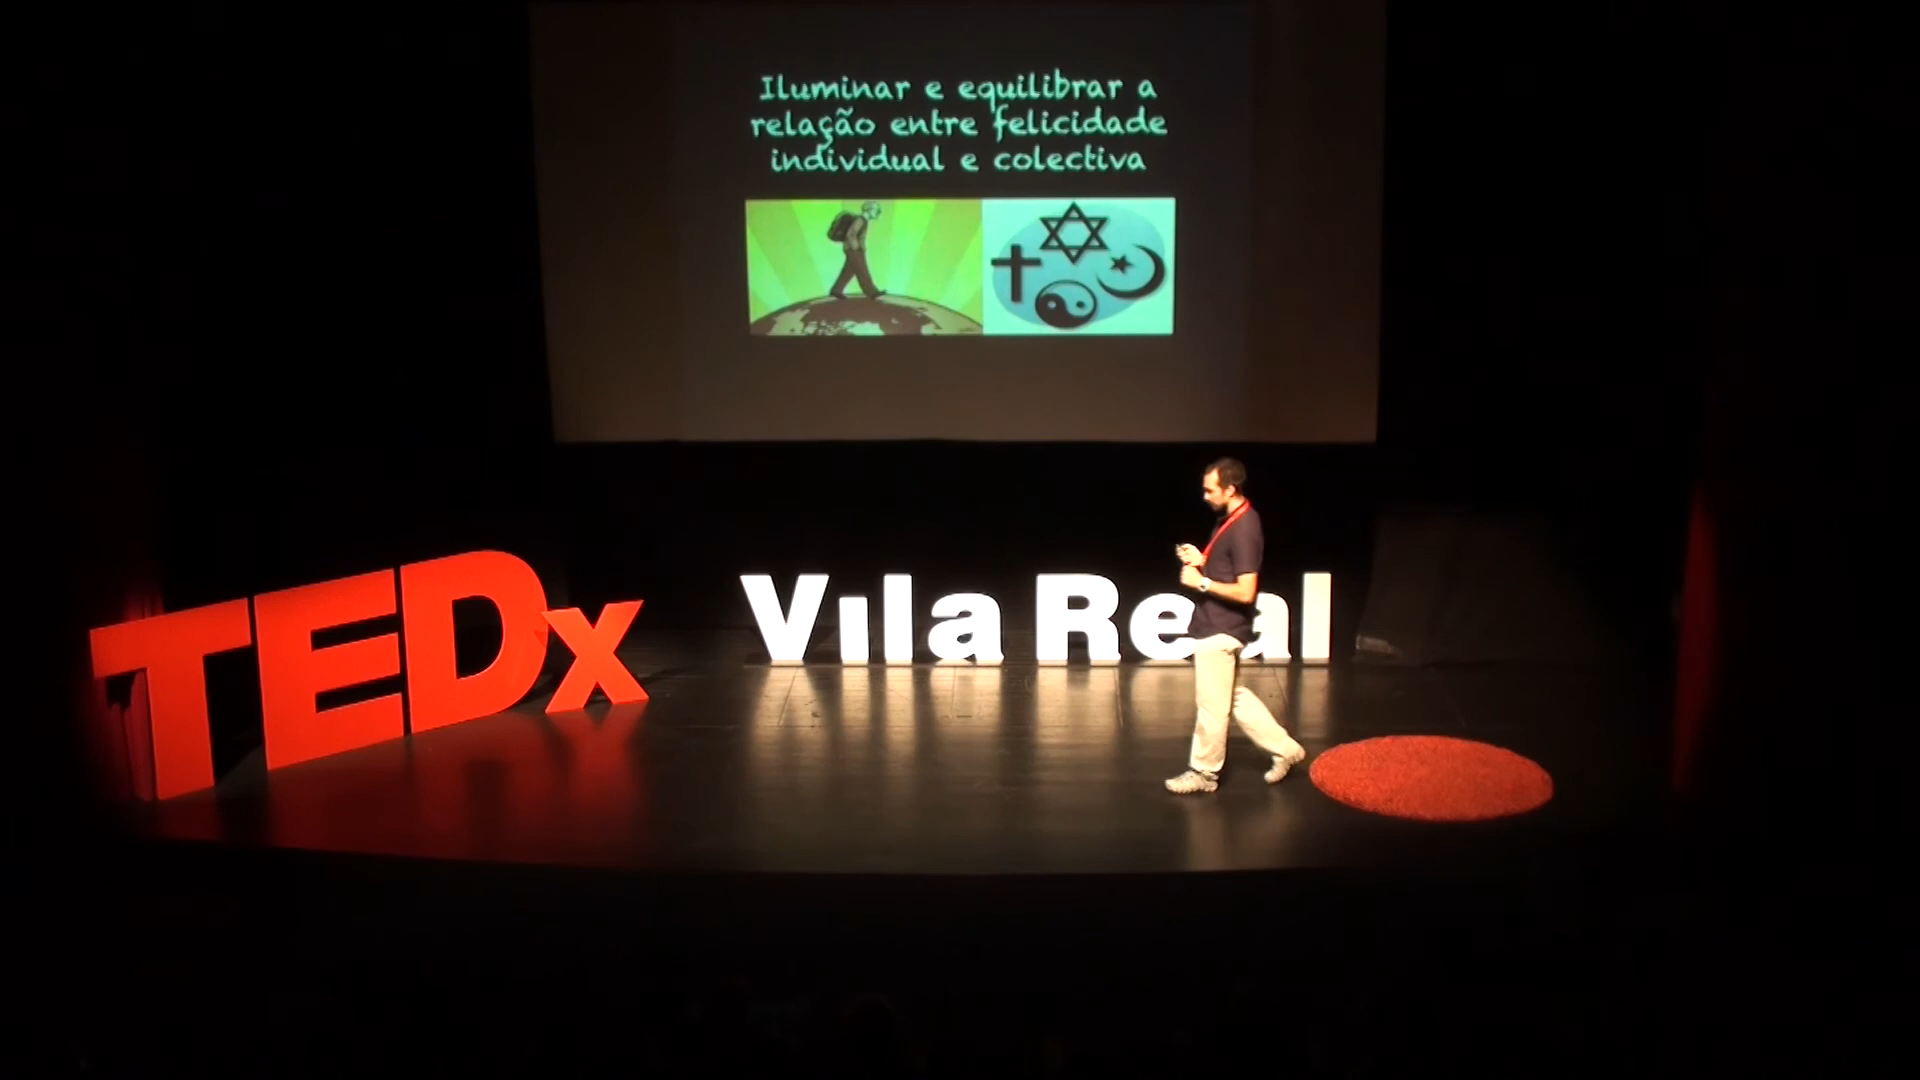 Iluminar e equilibrar a
relação entre felicidade
individual e colectiva
TEDx
Vila Real